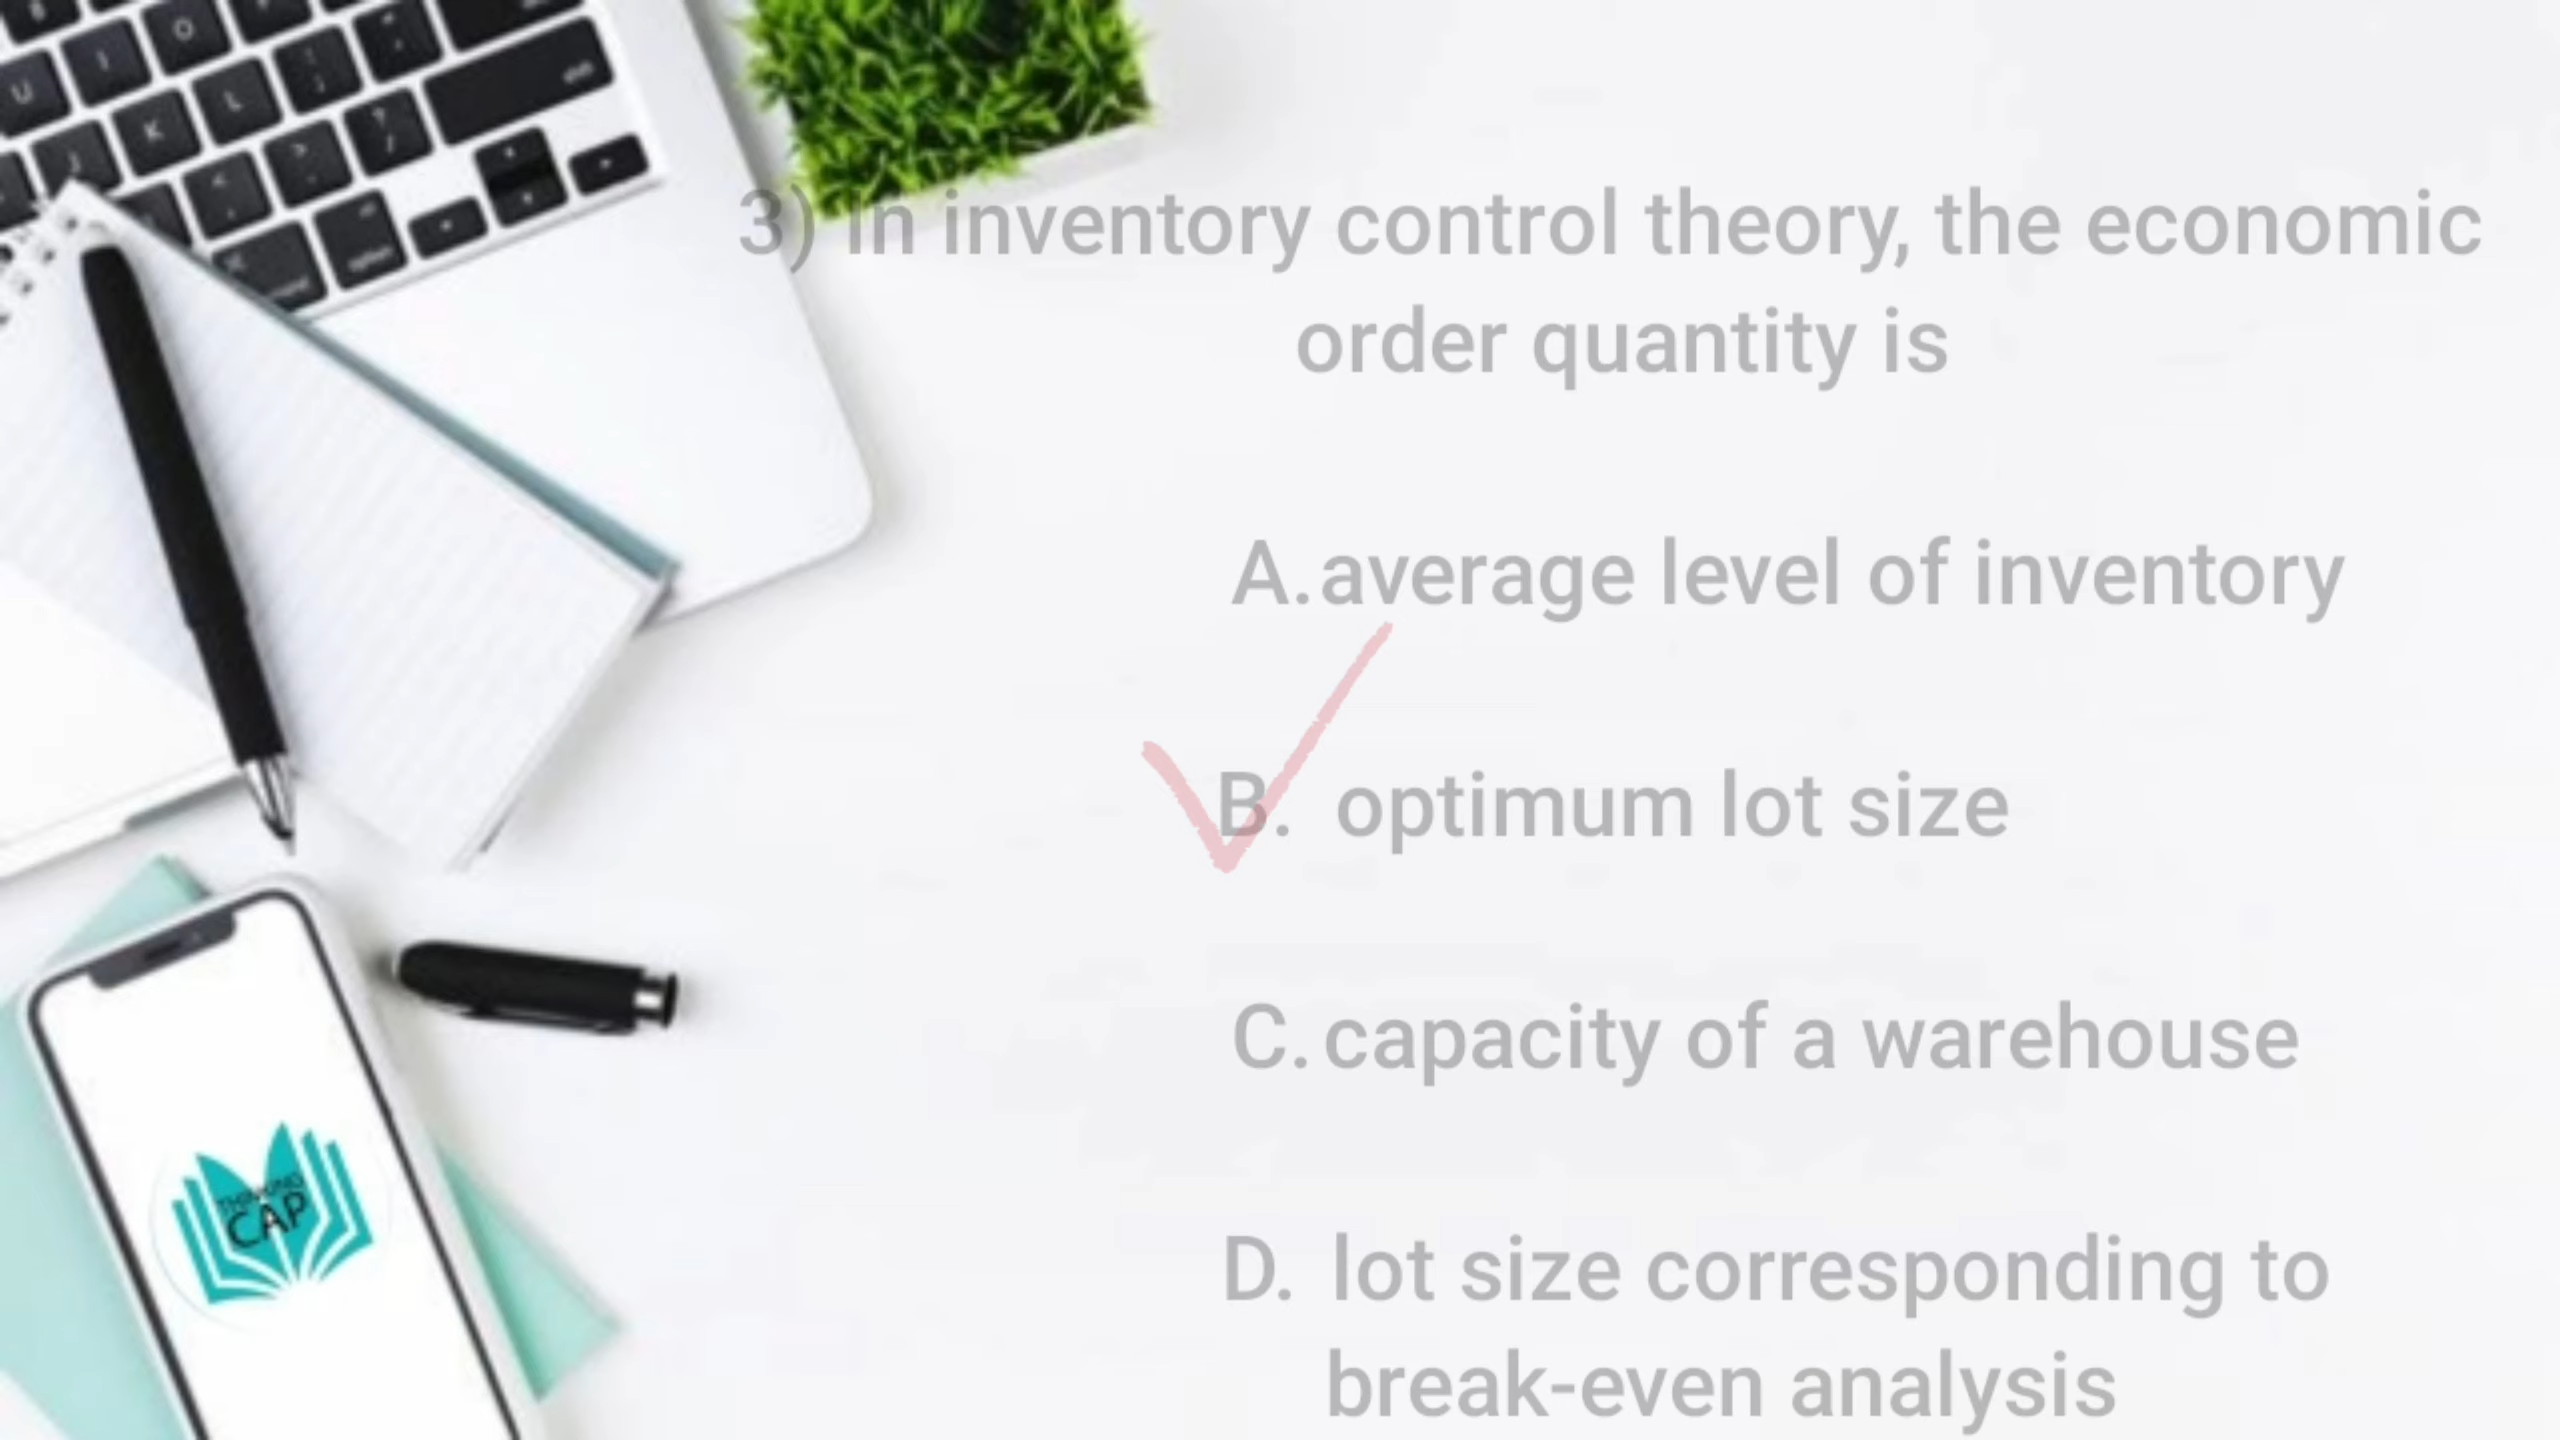 3) In inventory control theory, the economic
order quantity is
A. average level of inventory
B. optimum lot size
C. capacity of a warehouse
D. lot size corresponding to
break-even analysis
THINKING
CAP